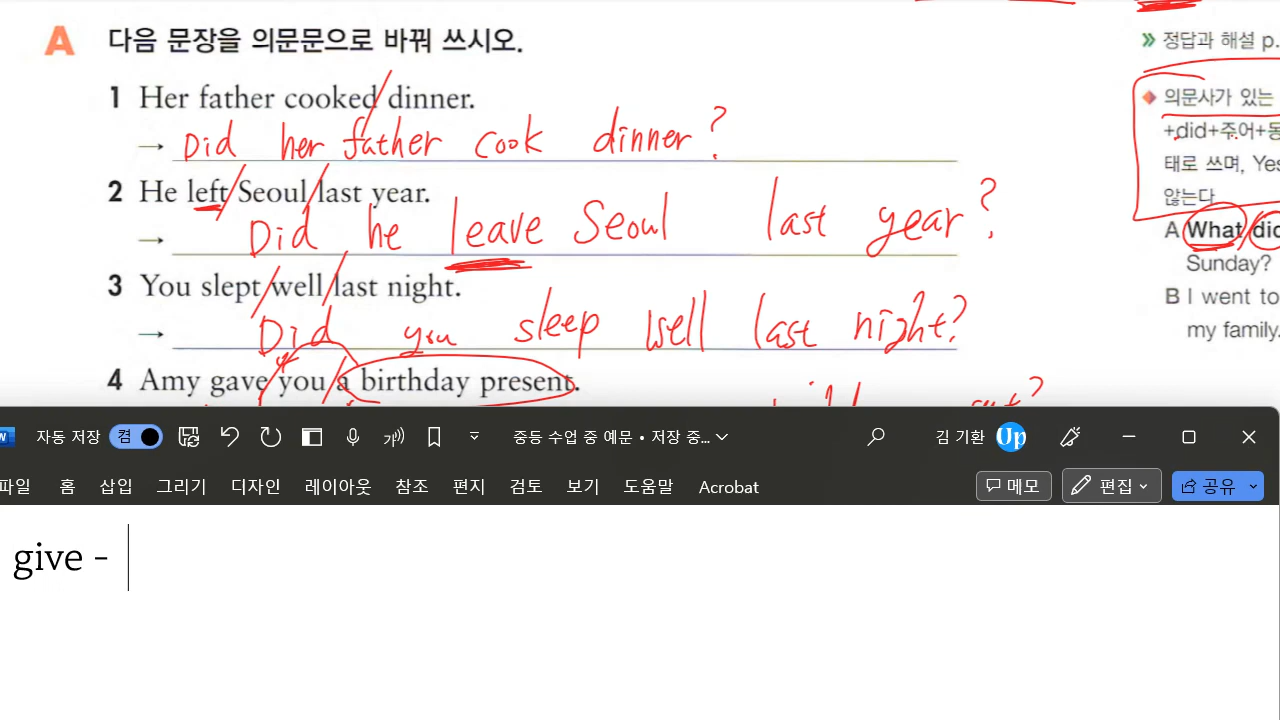 A 다음 문장을 의문문으로 바꿔 쓰시오.
» 정답과 해설 p.
1 Her father cooked dinner.
→ Did her father cook dinner?
2 He left Seoul last year.
→ Did he leave Seoul last year?
3 You slept well last night.
→ Did you sleep well last night?
4 Amy gave you a birthday present.
의문사가 있는
+did+주어+동
태로 쓰며, Yes
않는다
A What did
Sunday?
B I went to
my family.
자동 저장 켬 가)) 중등 수업 중 예문 • 저장 중... 김 기환 Up
파일 홈 삽입 그리기 디자인 레이아웃 참조 편지 검토 보기 도움말 Acrobat 메모 편집 공유
give -